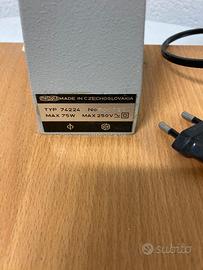 MADE IN CZECHOSLOVAKIA
TYP 74224 No.
MAX 75W MAX 250V
subito